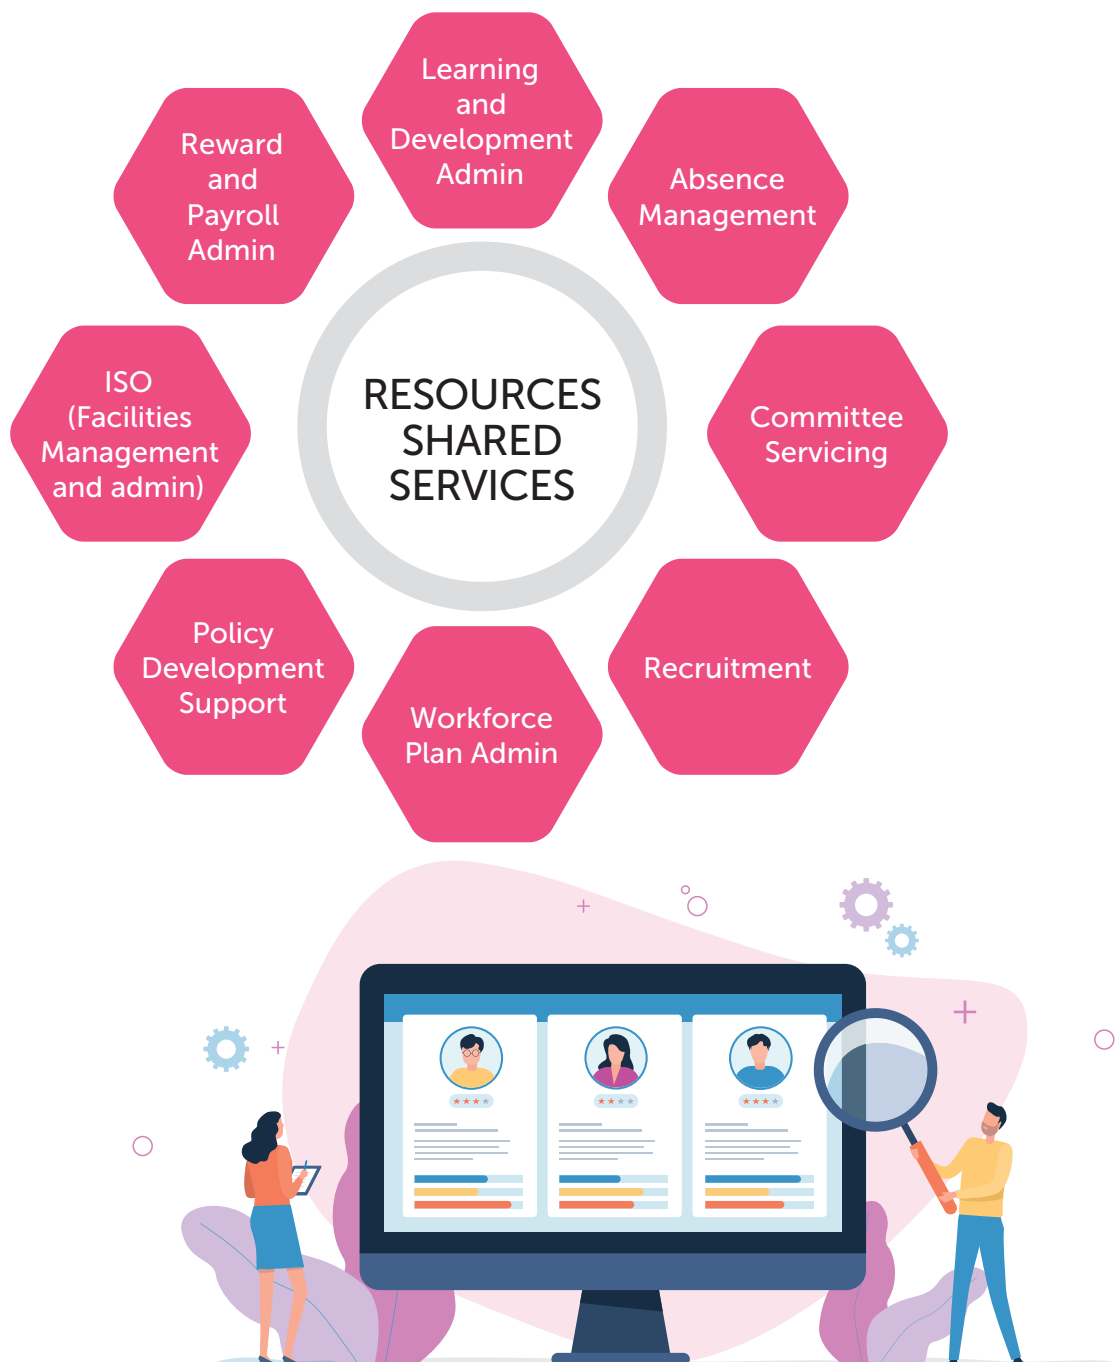 Learning
and
Development
Admin
Reward
and
Payroll
Admin
Absence
Management
ISO
(Facilities
Management
and admin)
RESOURCES
SHARED
SERVICES
Committee
Servicing
Policy
Development
Support
Recruitment
Workforce
Plan Admin